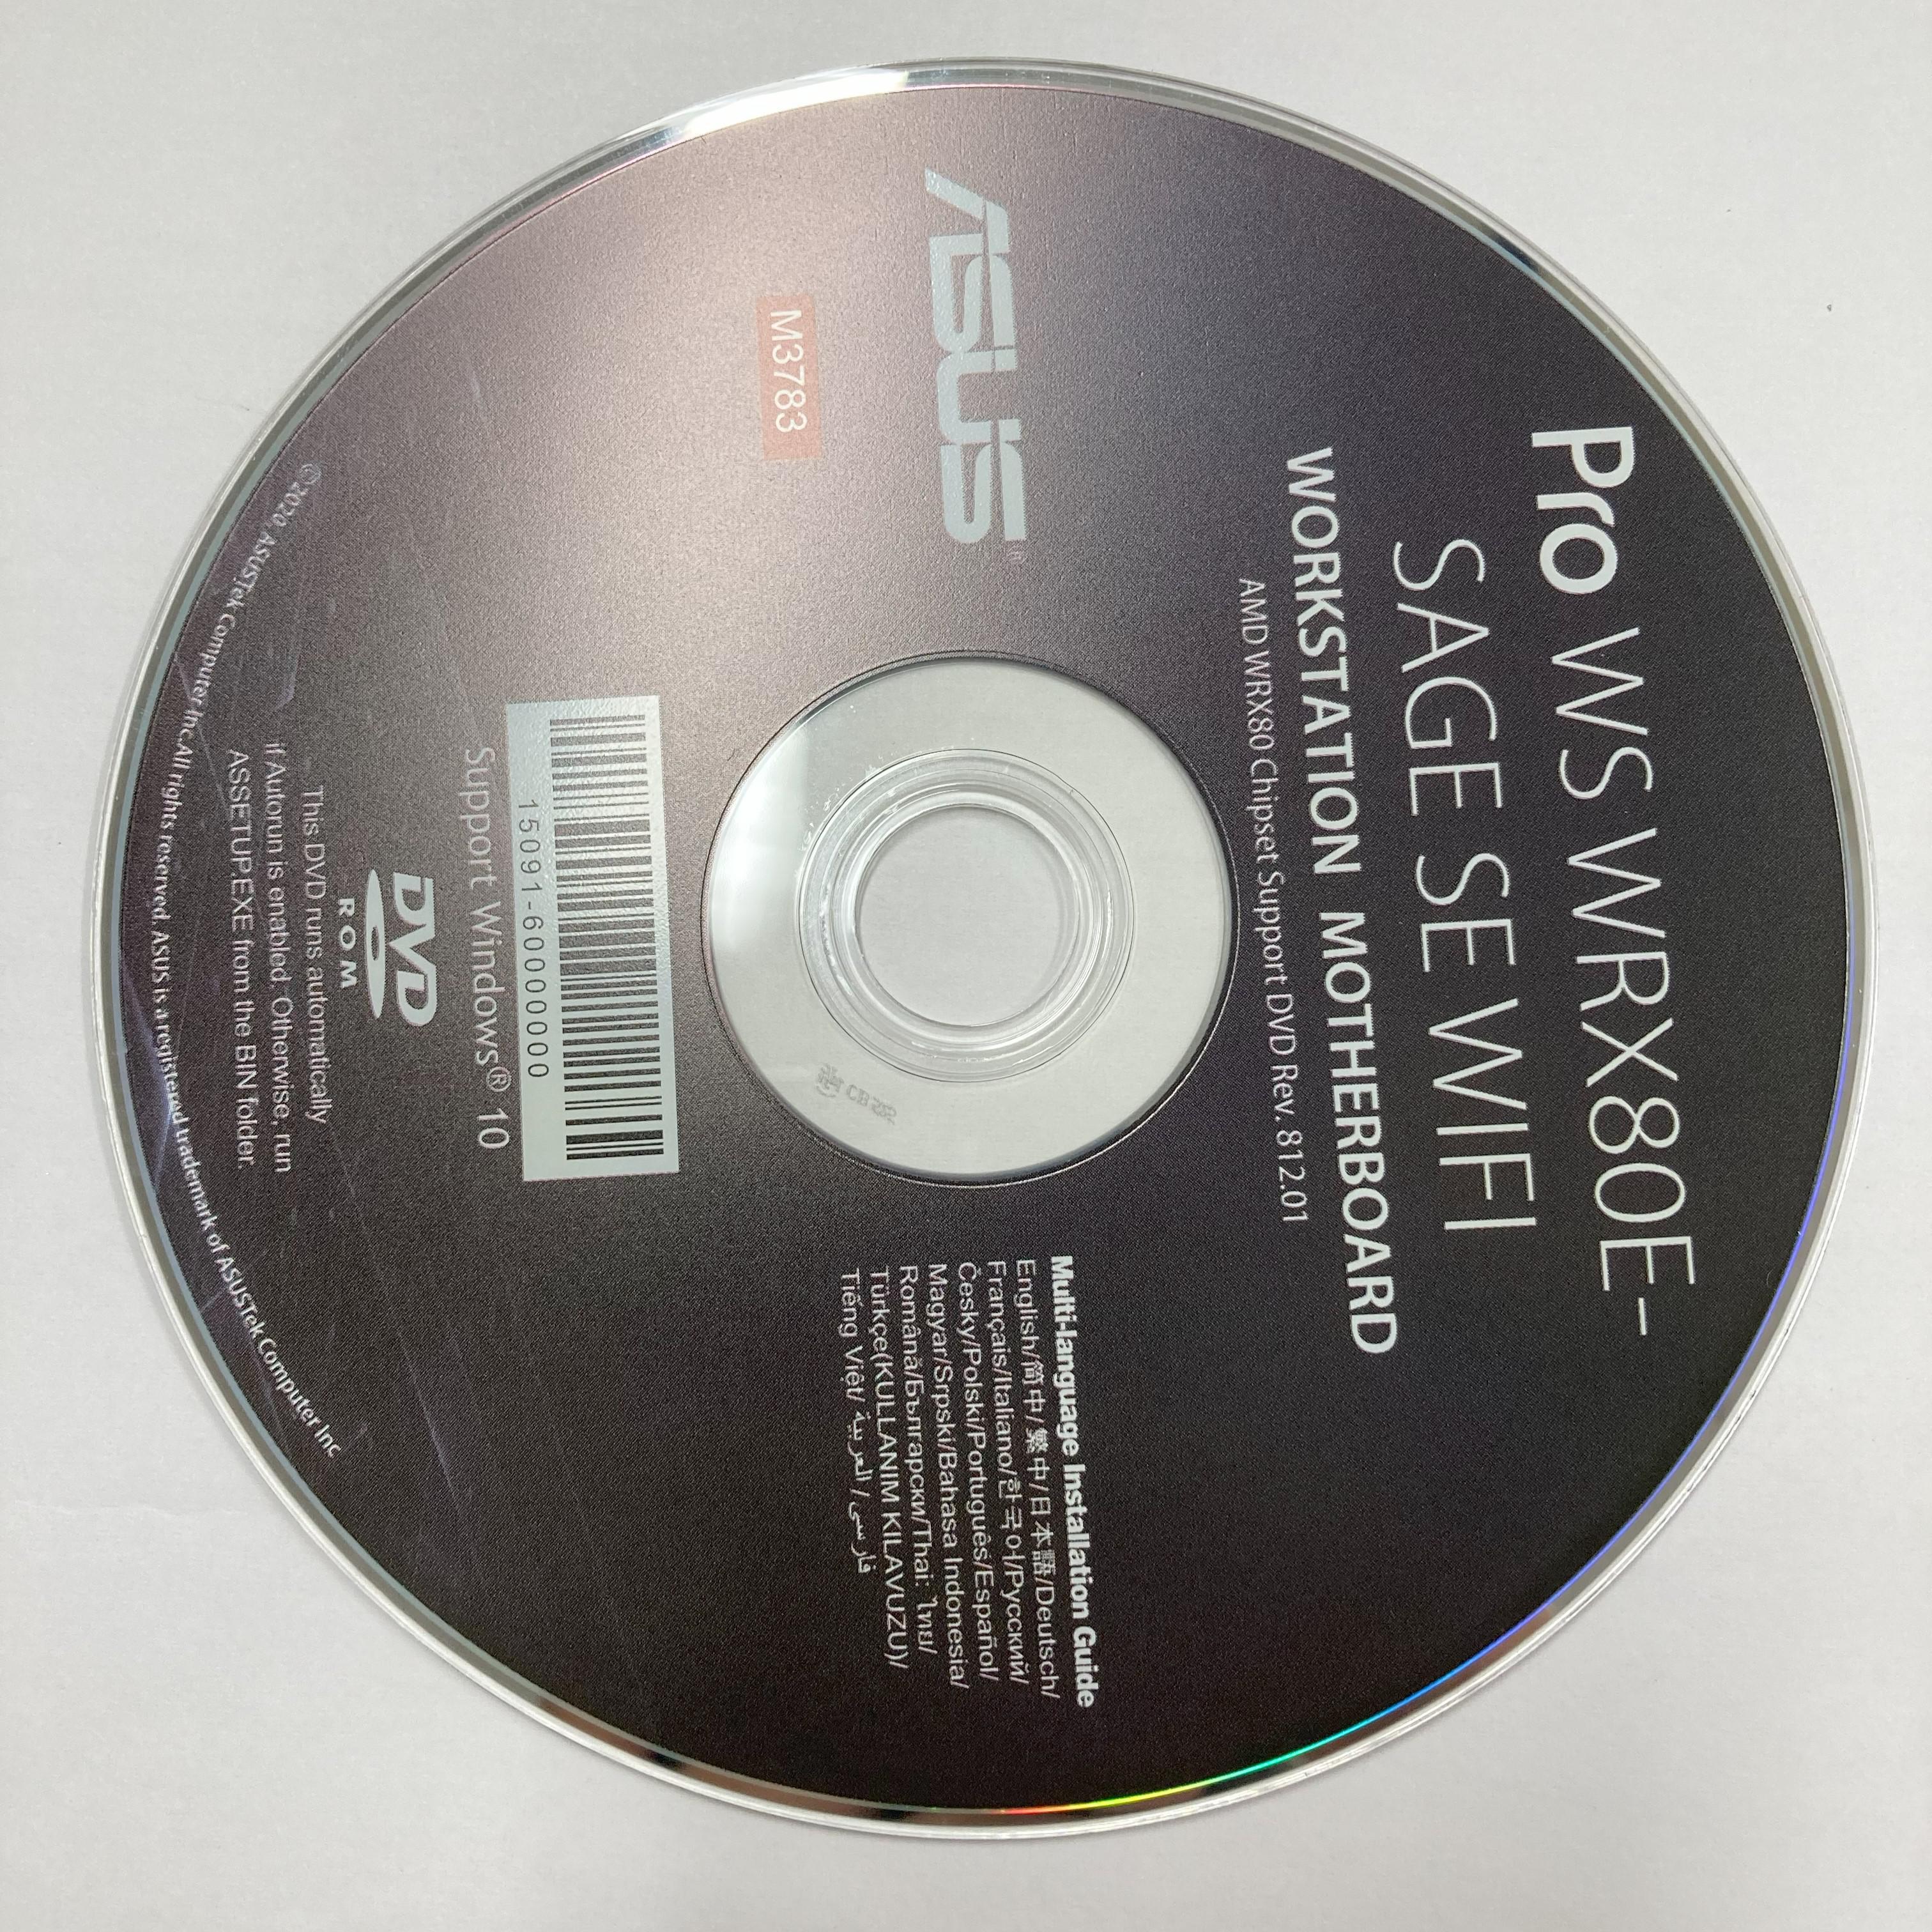 Pro WS WRX80E-
SAGE SE WIFI
WORKSTATION MOTHERBOARD
AMD WRX80 Chipset Support DVD Rev. 812.01
ASUS®
M3783
Multi-language Installation Guide
English/简中/繁中/日本語/Deutsch/
Français/Italiano/한국어/Русский/
Česky/Polski/Português/Español/
Magyar/Srpski/Bahasa Indonesia/
Română/Български/Thai: ไทย/
Türkçe(KULLANIM KILAVUZU)/
Tiếng Việt/ العربية / فارسی
15091-60000000
Support Windows® 10
DVD
ROM
This DVD runs automatically
if Autorun is enabled. Otherwise, run
ASSETUP.EXE from the BIN folder.
©2020, ASUSTek Computer Inc.All rights reserved. ASUS is a registered trademark of ASUSTek Computer Inc